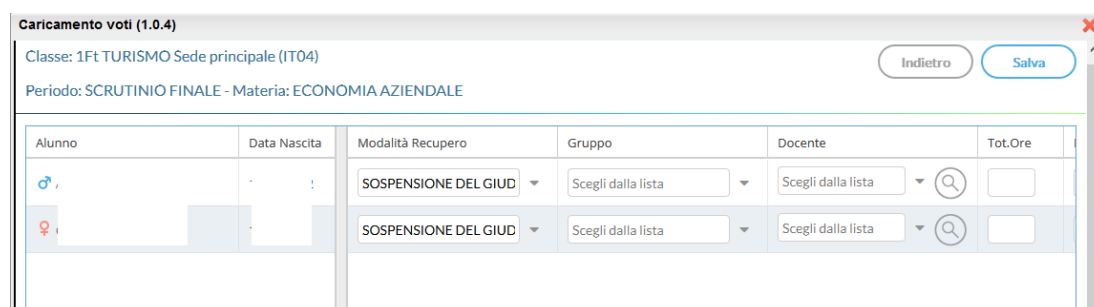 Caricamento voti (1.0.4)
Classe: 1Ft TURISMO Sede principale (IT04)
Indietro Salva
Periodo: SCRUTINIO FINALE - Materia: ECONOMIA AZIENDALE
Alunno Data Nascita Modalità Recupero Gruppo Docente Tot.Ore
SOSPENSIONE DEL GIUD Scegli dalla lista Scegli dalla lista
SOSPENSIONE DEL GIUD Scegli dalla lista Scegli dalla lista